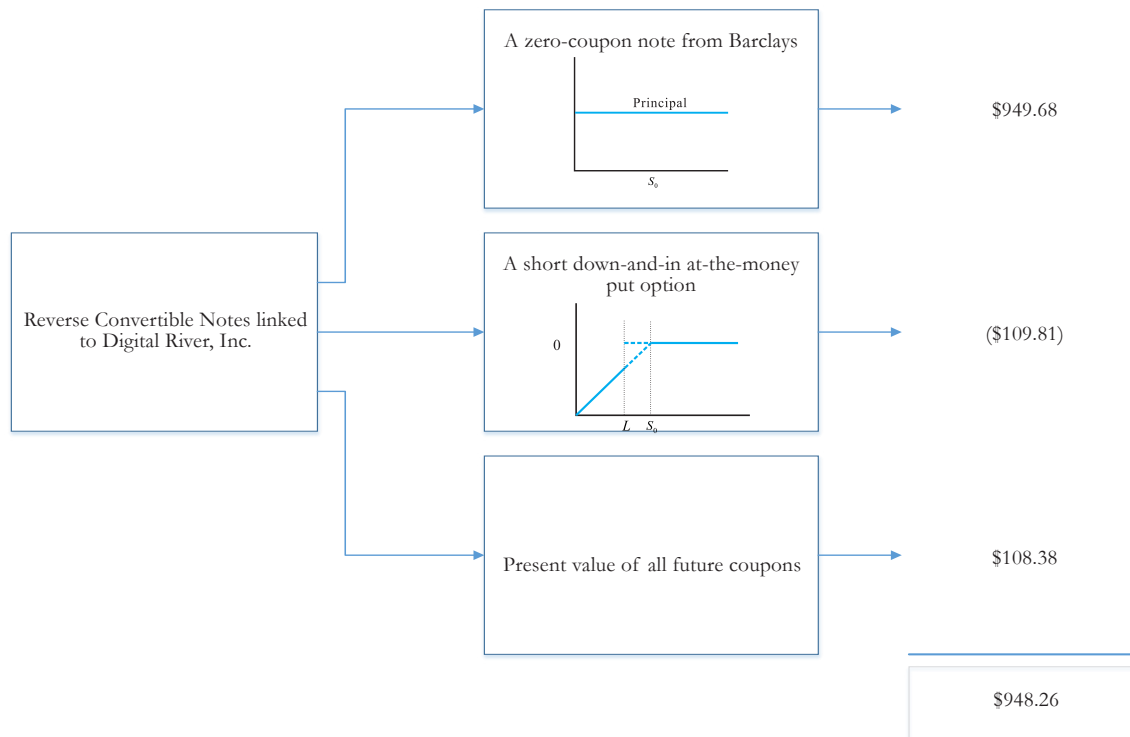 A zero-coupon note from Barclays
Principal
S₀
$949.68
Reverse Convertible Notes linked
to Digital River, Inc.
A short down-and-in at-the-money
put option
0
L S₀
($109.81)
Present value of all future coupons
$108.38
$948.26